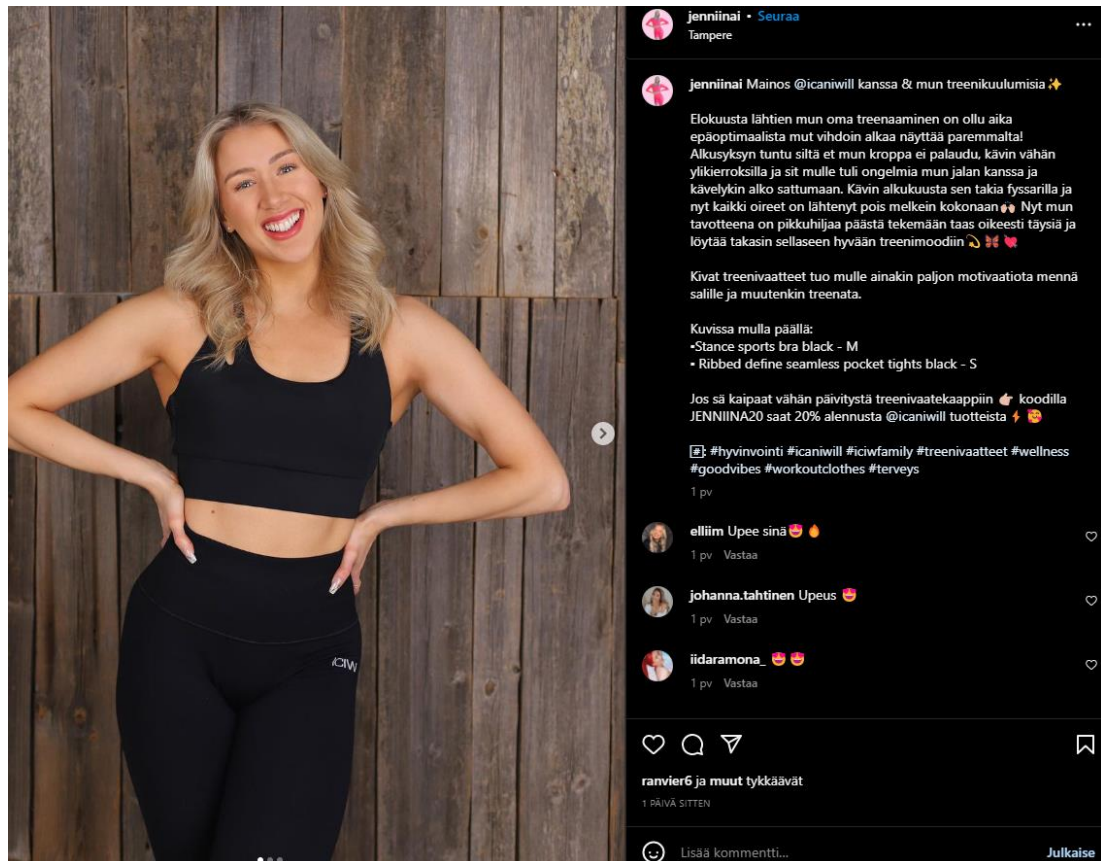 jenniinai • Seuraa
Tampere
jenniinai Mainos @icaniwill kanssa & mun treenikuulumisia✨
Elokuusta lähtien mun oma treenaaminen on ollu aika
epäoptimaalista mut vihdoin alkaa näyttää paremmalta!
Alkusyksyn tuntu siltä et mun kroppa ei palaudu, kävin vähän
ylikierroksilla ja sit mulle tuli ongelmia mun jalan kanssa ja
kävelykin alko sattumaan. Kävin alkukuusta sen takia fyssarilla ja
nyt kaikki oireet on lähtenyt pois melkein kokonaan🙌🏻 Nyt mun
tavotteena on pikkuhiljaa päästä tekemään taas oikeesti täysiä ja
löytää takasin sellaseen hyvään treenimoodiin💫🦋💘
Kivat treenivaatteet tuo mulle ainakin paljon motivaatiota mennä
salille ja muutenkin treenata.
Kuvissa mulla päällä:
•Stance sports bra black - M
• Ribbed define seamless pocket tights black - S
Jos sä kaipaat vähän päivitystä treenivaatekaappiin 👉🏻 koodilla
JENNIINA20 saat 20% alennusta @icaniwill tuotteista⚡🥰
#️⃣: #hyvinvointi #icaniwill #iciwfamily #treenivaatteet #wellness
#goodvibes #workoutclothes #terveys
1 pv
elliim Upee sinä😍🔥
1 pv Vastaa
johanna.tahtinen Upeus 😍
1 pv Vastaa
iidaramona_ 😍😍
1 pv Vastaa
ranvier6 ja muut tykkäävät
1 PÄIVÄ SITTEN
Lisää kommentti... Julkaise
ICIW